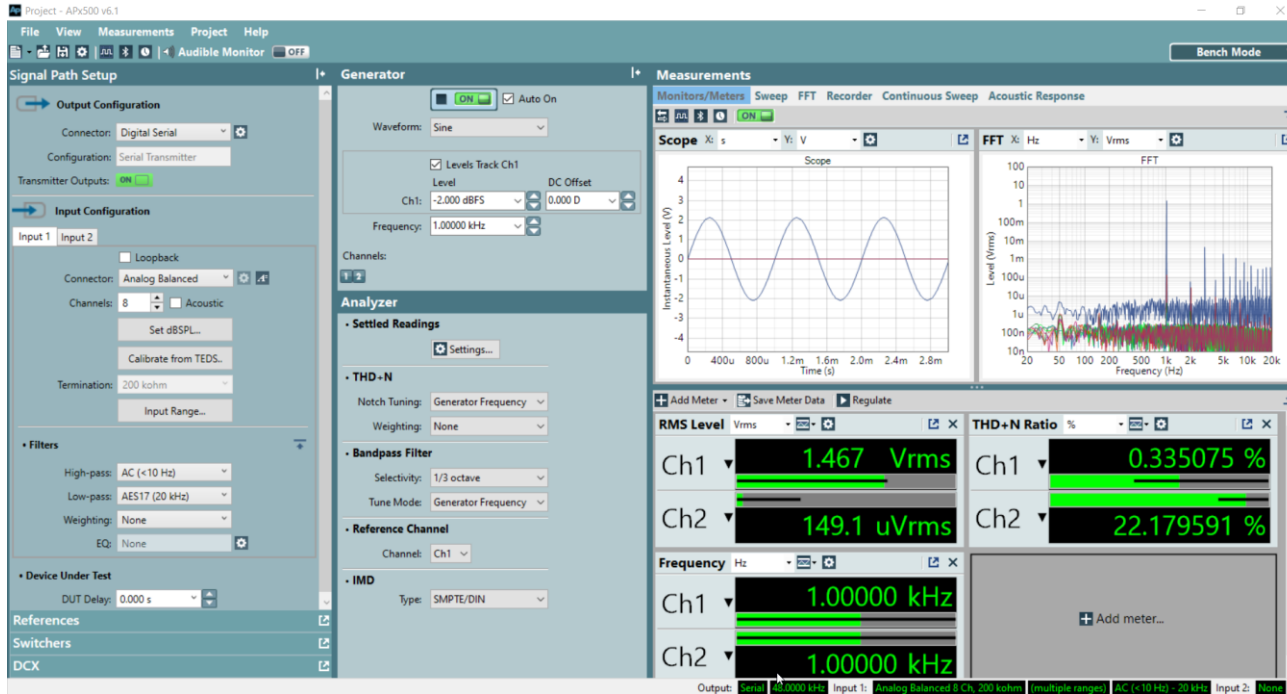 Project - APx500 v6.1
File View Measurements Project Help
Audible Monitor OFF
Bench Mode
Signal Path Setup
Output Configuration
Connector: Digital Serial
Configuration: Serial Transmitter
Transmitter Outputs: ON
Input Configuration
Input 1 Input 2
Loopback
Connector: Analog Balanced
Channels: 8 Acoustic
Set dBSPL...
Calibrate from TEDS..
Termination: 200 kohm
Input Range...
Filters
High-pass: AC (<10 Hz)
Low-pass: AES17 (20 kHz)
Weighting: None
EQ: None
Device Under Test
DUT Delay: 0.000 s
References
Switchers
DCX
Generator
ON Auto On
Waveform: Sine
Levels Track Ch1
Level DC Offset
Ch1: -2.000 dBFS 0.000 D
Frequency: 1.00000 kHz
Channels:
1 2
Analyzer
Settled Readings
Settings...
THD+N
Notch Tuning: Generator Frequency
Weighting: None
Bandpass Filter
Selectivity: 1/3 octave
Tune Mode: Generator Frequency
Reference Channel
Channel: Ch1
IMD
Type: SMPTE/DIN
Measurements
Monitors/Meters Sweep FFT Recorder Continuous Sweep Acoustic Response
ON
Scope X: s Y: V
Scope
Instantaneous Level (V)
4
3
2
1
0
-1
-2
-3
-4
0 400u 800u 1.2m 1.6m 2.0m 2.4m 2.8m
Time (s)
FFT X: Hz Y: Vrms
FFT
Level (Vrms)
100
10
1
100m
10m
1m
100u
10u
1u
100n
10n
20 50 100 200 500 1k 2k 5k 10k 20k
Frequency (Hz)
Add Meter Save Meter Data Regulate
RMS Level Vrms
Ch1 1.467 Vrms
Ch2 149.1 uVrms
THD+N Ratio %
Ch1 0.335075 %
Ch2 22.179591 %
Frequency Hz
Ch1 1.00000 kHz
Ch2 1.00000 kHz
Add meter...
Output: Serial 48.0000 kHz Input 1: Analog Balanced 8 Ch, 200 kohm (multiple ranges) AC (<10 Hz) - 20 kHz Input 2: None